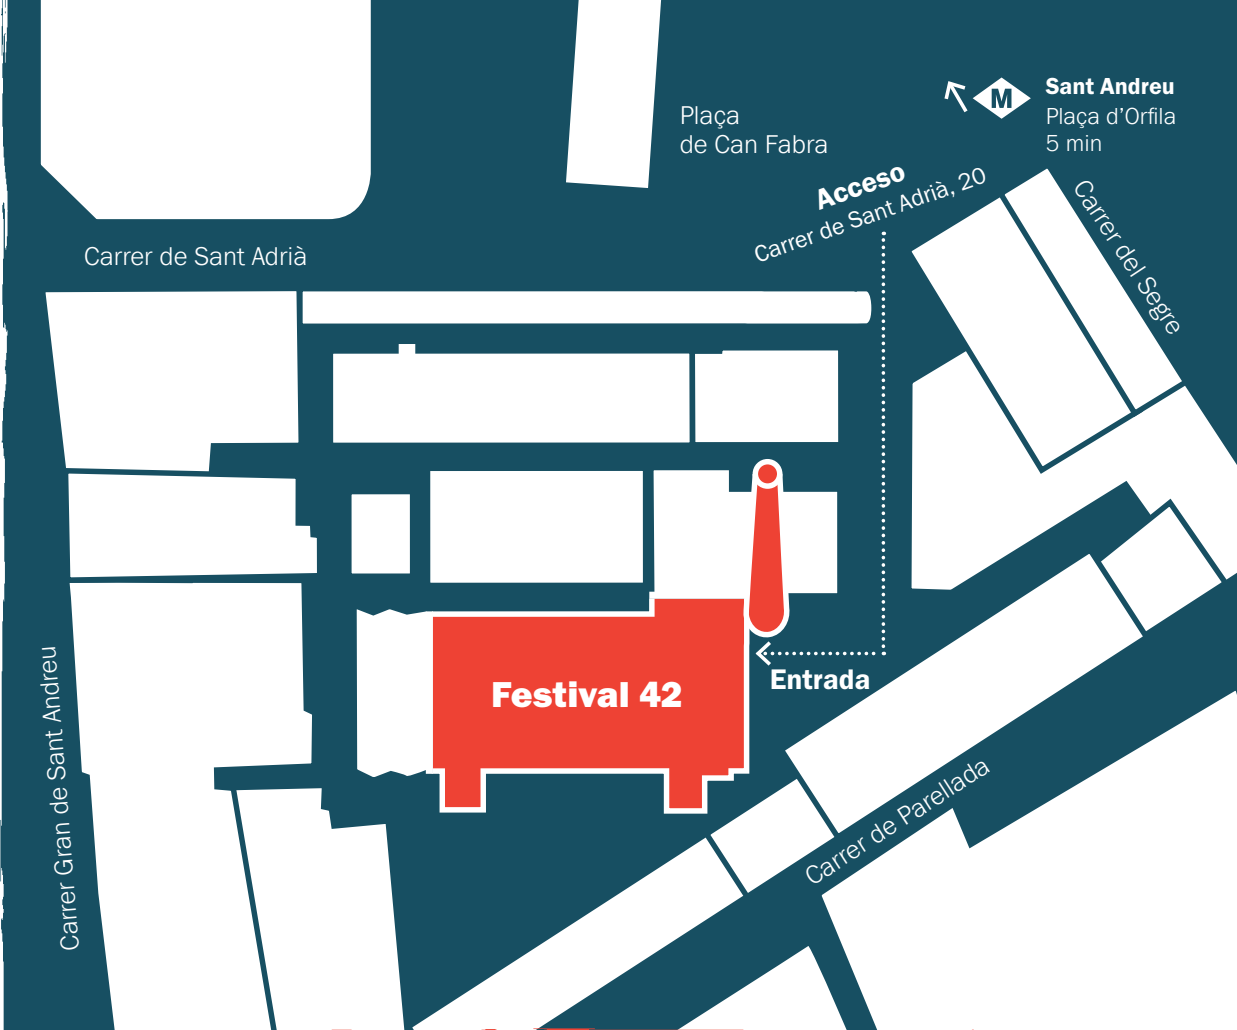 Plaça
de Can Fabra
M
Sant Andreu
Plaça d'Orfila
5 min
Acceso
Carrer de Sant Adrià, 20
Carrer del Segre
Carrer de Sant Adrià
Festival 42
Entrada
Carrer Gran de Sant Andreu
Carrer de Parellada